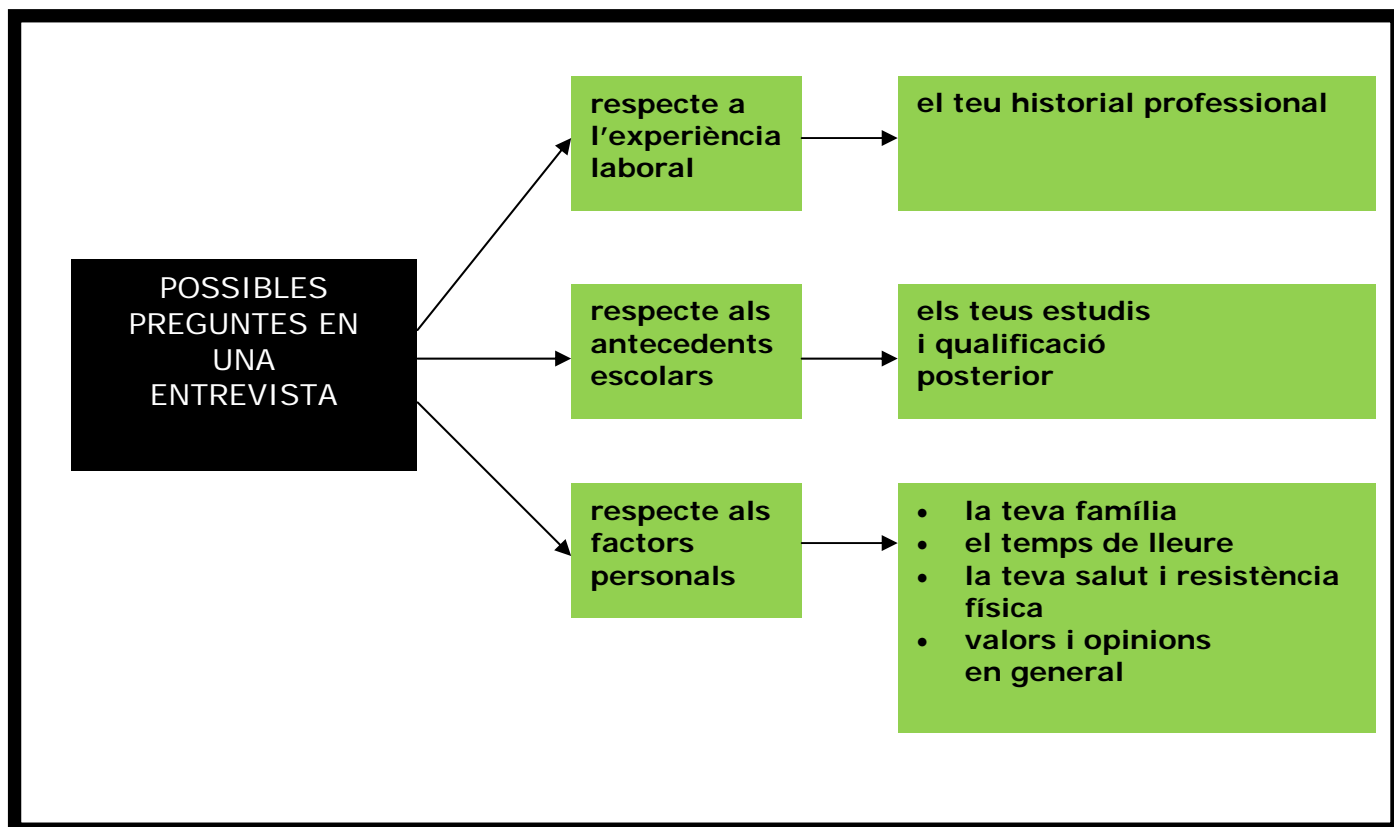 POSSIBLES
PREGUNTES EN
UNA
ENTREVISTA
respecte a
l’experiència
laboral
el teu historial professional
respecte als
antecedents
escolars
els teus estudis
i qualificació
posterior
respecte als
factors
personals
• la teva família
• el temps de lleure
• la teva salut i resistència
física
• valors i opinions
en general